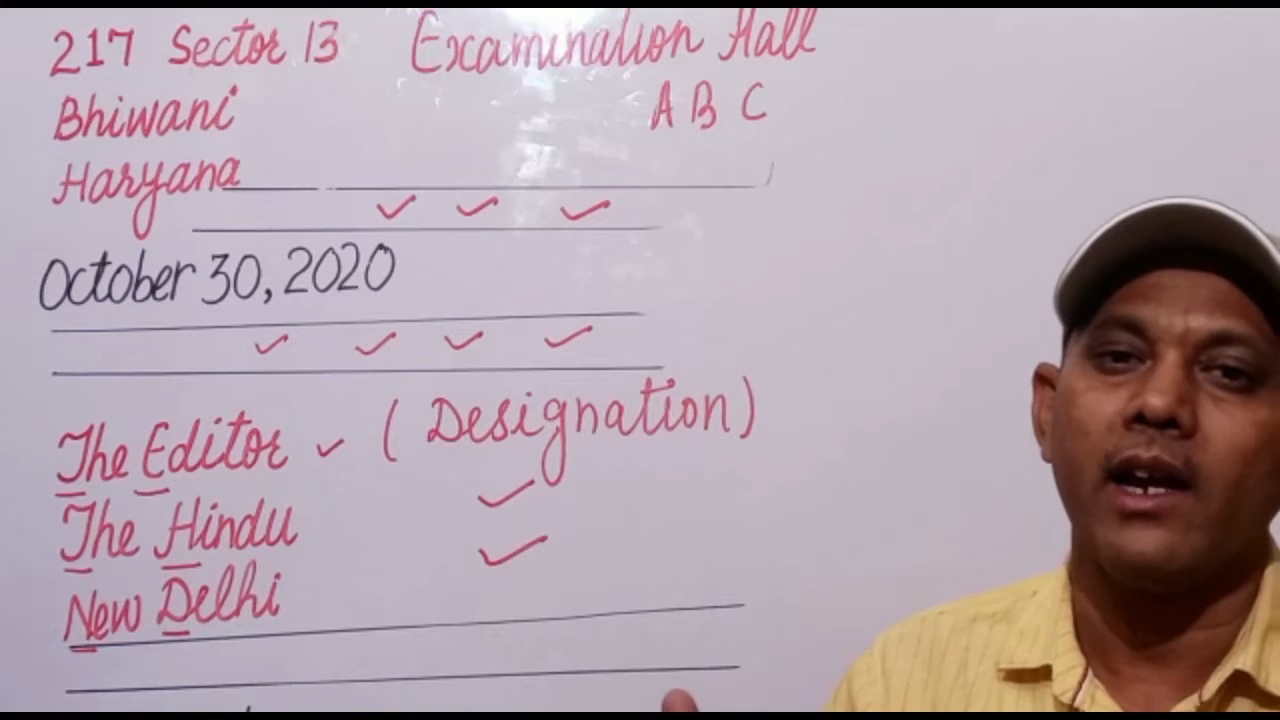 217 Sector 13 Examination Hall
Bhiwani A B C
Haryana
October 30, 2020
The Editor (Designation)
The Hindu
New Delhi